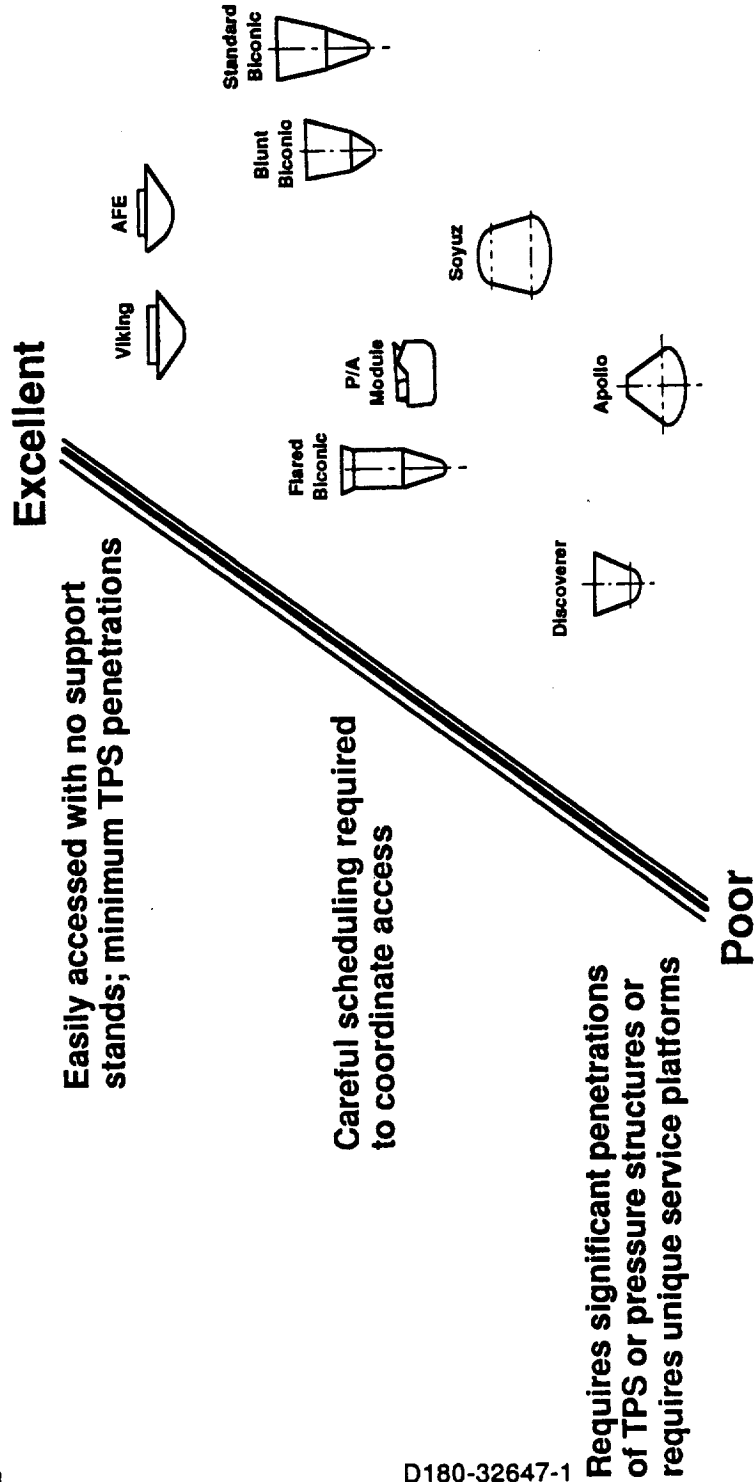 Excellent
Easily accessed with no support
stands; minimum TPS penetrations
Viking
AFE
Standard
Biconic
Blunt
Biconic
Flared
Biconic
P/A
Module
Careful scheduling required
to coordinate access
Soyuz
Discoverer
Apollo
Requires significant penetrations
of TPS or pressure structures or
requires unique service platforms
Poor
D180-32647-1